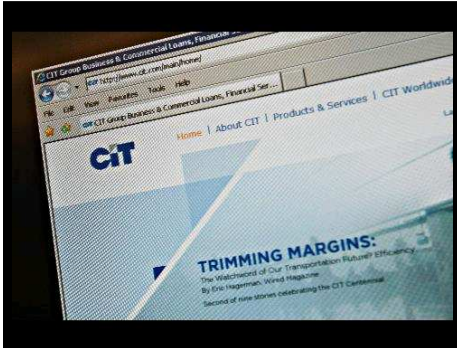 CIT Group Business & Commercial Loans, Financial
http://www.cit.com/main/home/
File Edit View Favorites Tools Help
CIT Group Business & Commercial Loans, Financial Ser...
Home | About CIT | Products & Services | CIT Worldwide
CIT
TRIMMING MARGINS:
The Watchword of Our Transportation Future? Efficiency
By Eric Hagerman, Wired Magazine
Second of nine stories celebrating the CIT Centennial